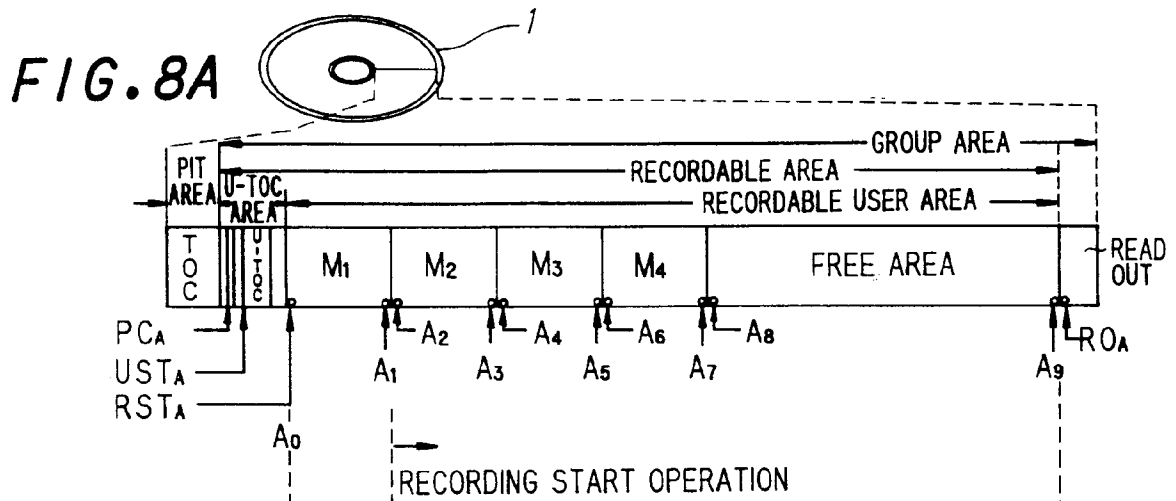 FIG.8A
1
GROUP AREA
PIT AREA
RECORDABLE AREA
U-TOC AREA
RECORDABLE USER AREA
TOC
U-TOC
M1
M2
M3
M4
FREE AREA
READ OUT
PCA
A2
A4
A6
A8
ROA
USTA
A1
A3
A5
A7
A9
RSTA
A0
RECORDING START OPERATION